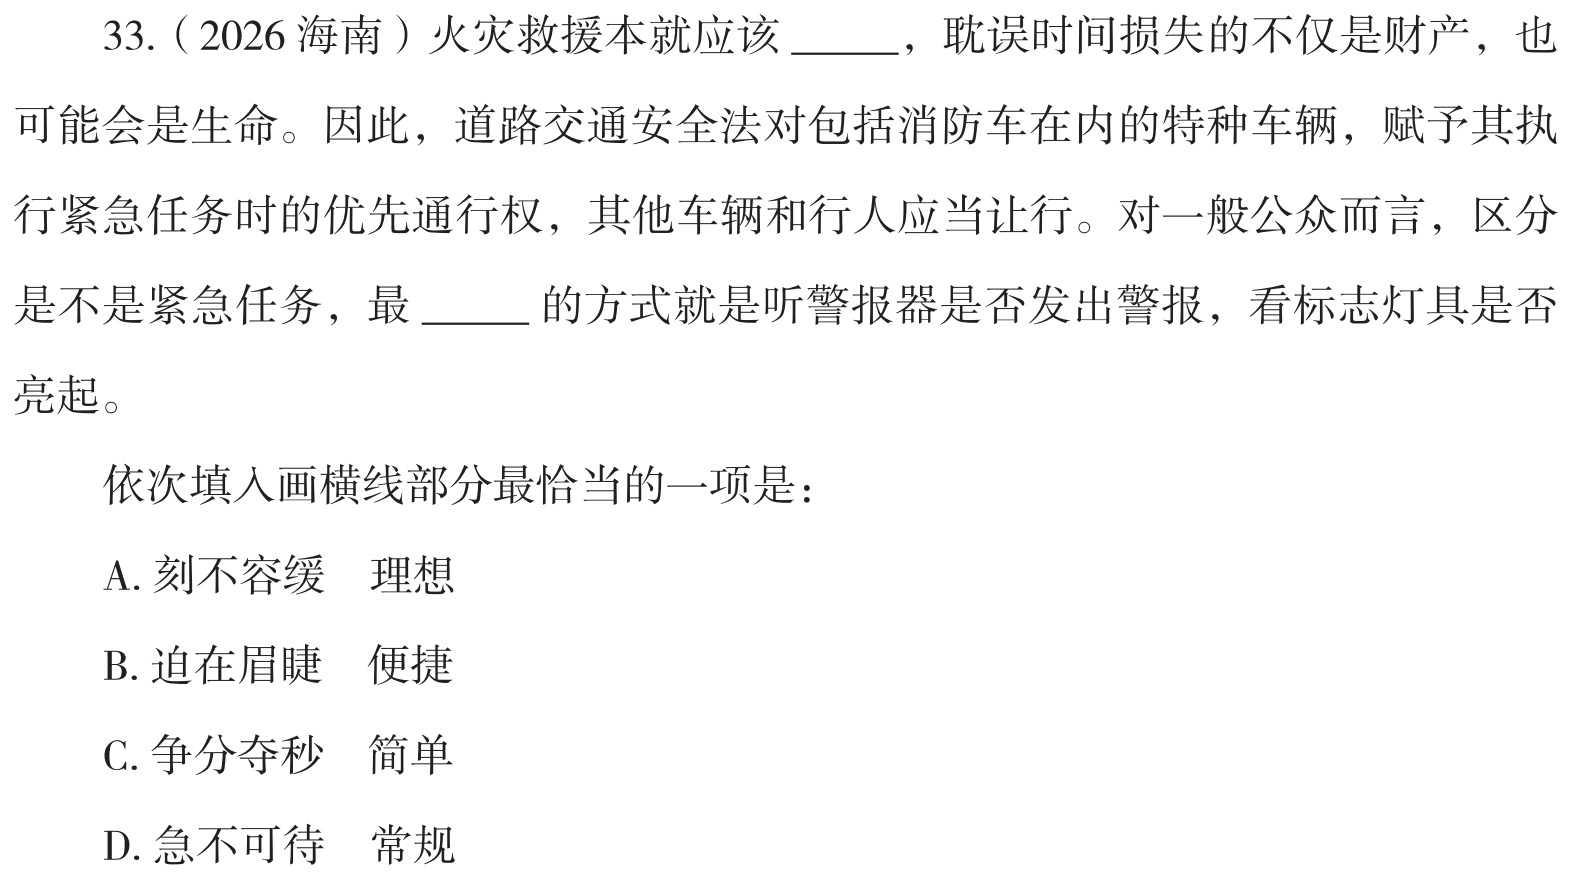 33.（2026 海南）火灾救援本就应该 _____，耽误时间损失的不仅是财产，也
可能会是生命。因此，道路交通安全法对包括消防车在内的特种车辆，赋予其执
行紧急任务时的优先通行权，其他车辆和行人应当让行。对一般公众而言，区分
是不是紧急任务，最 _____ 的方式就是听警报器是否发出警报，看标志灯具是否
亮起。
依次填入画横线部分最恰当的一项是：
A. 刻不容缓　理想
B. 迫在眉睫　便捷
C. 争分夺秒　简单
D. 急不可待　常规